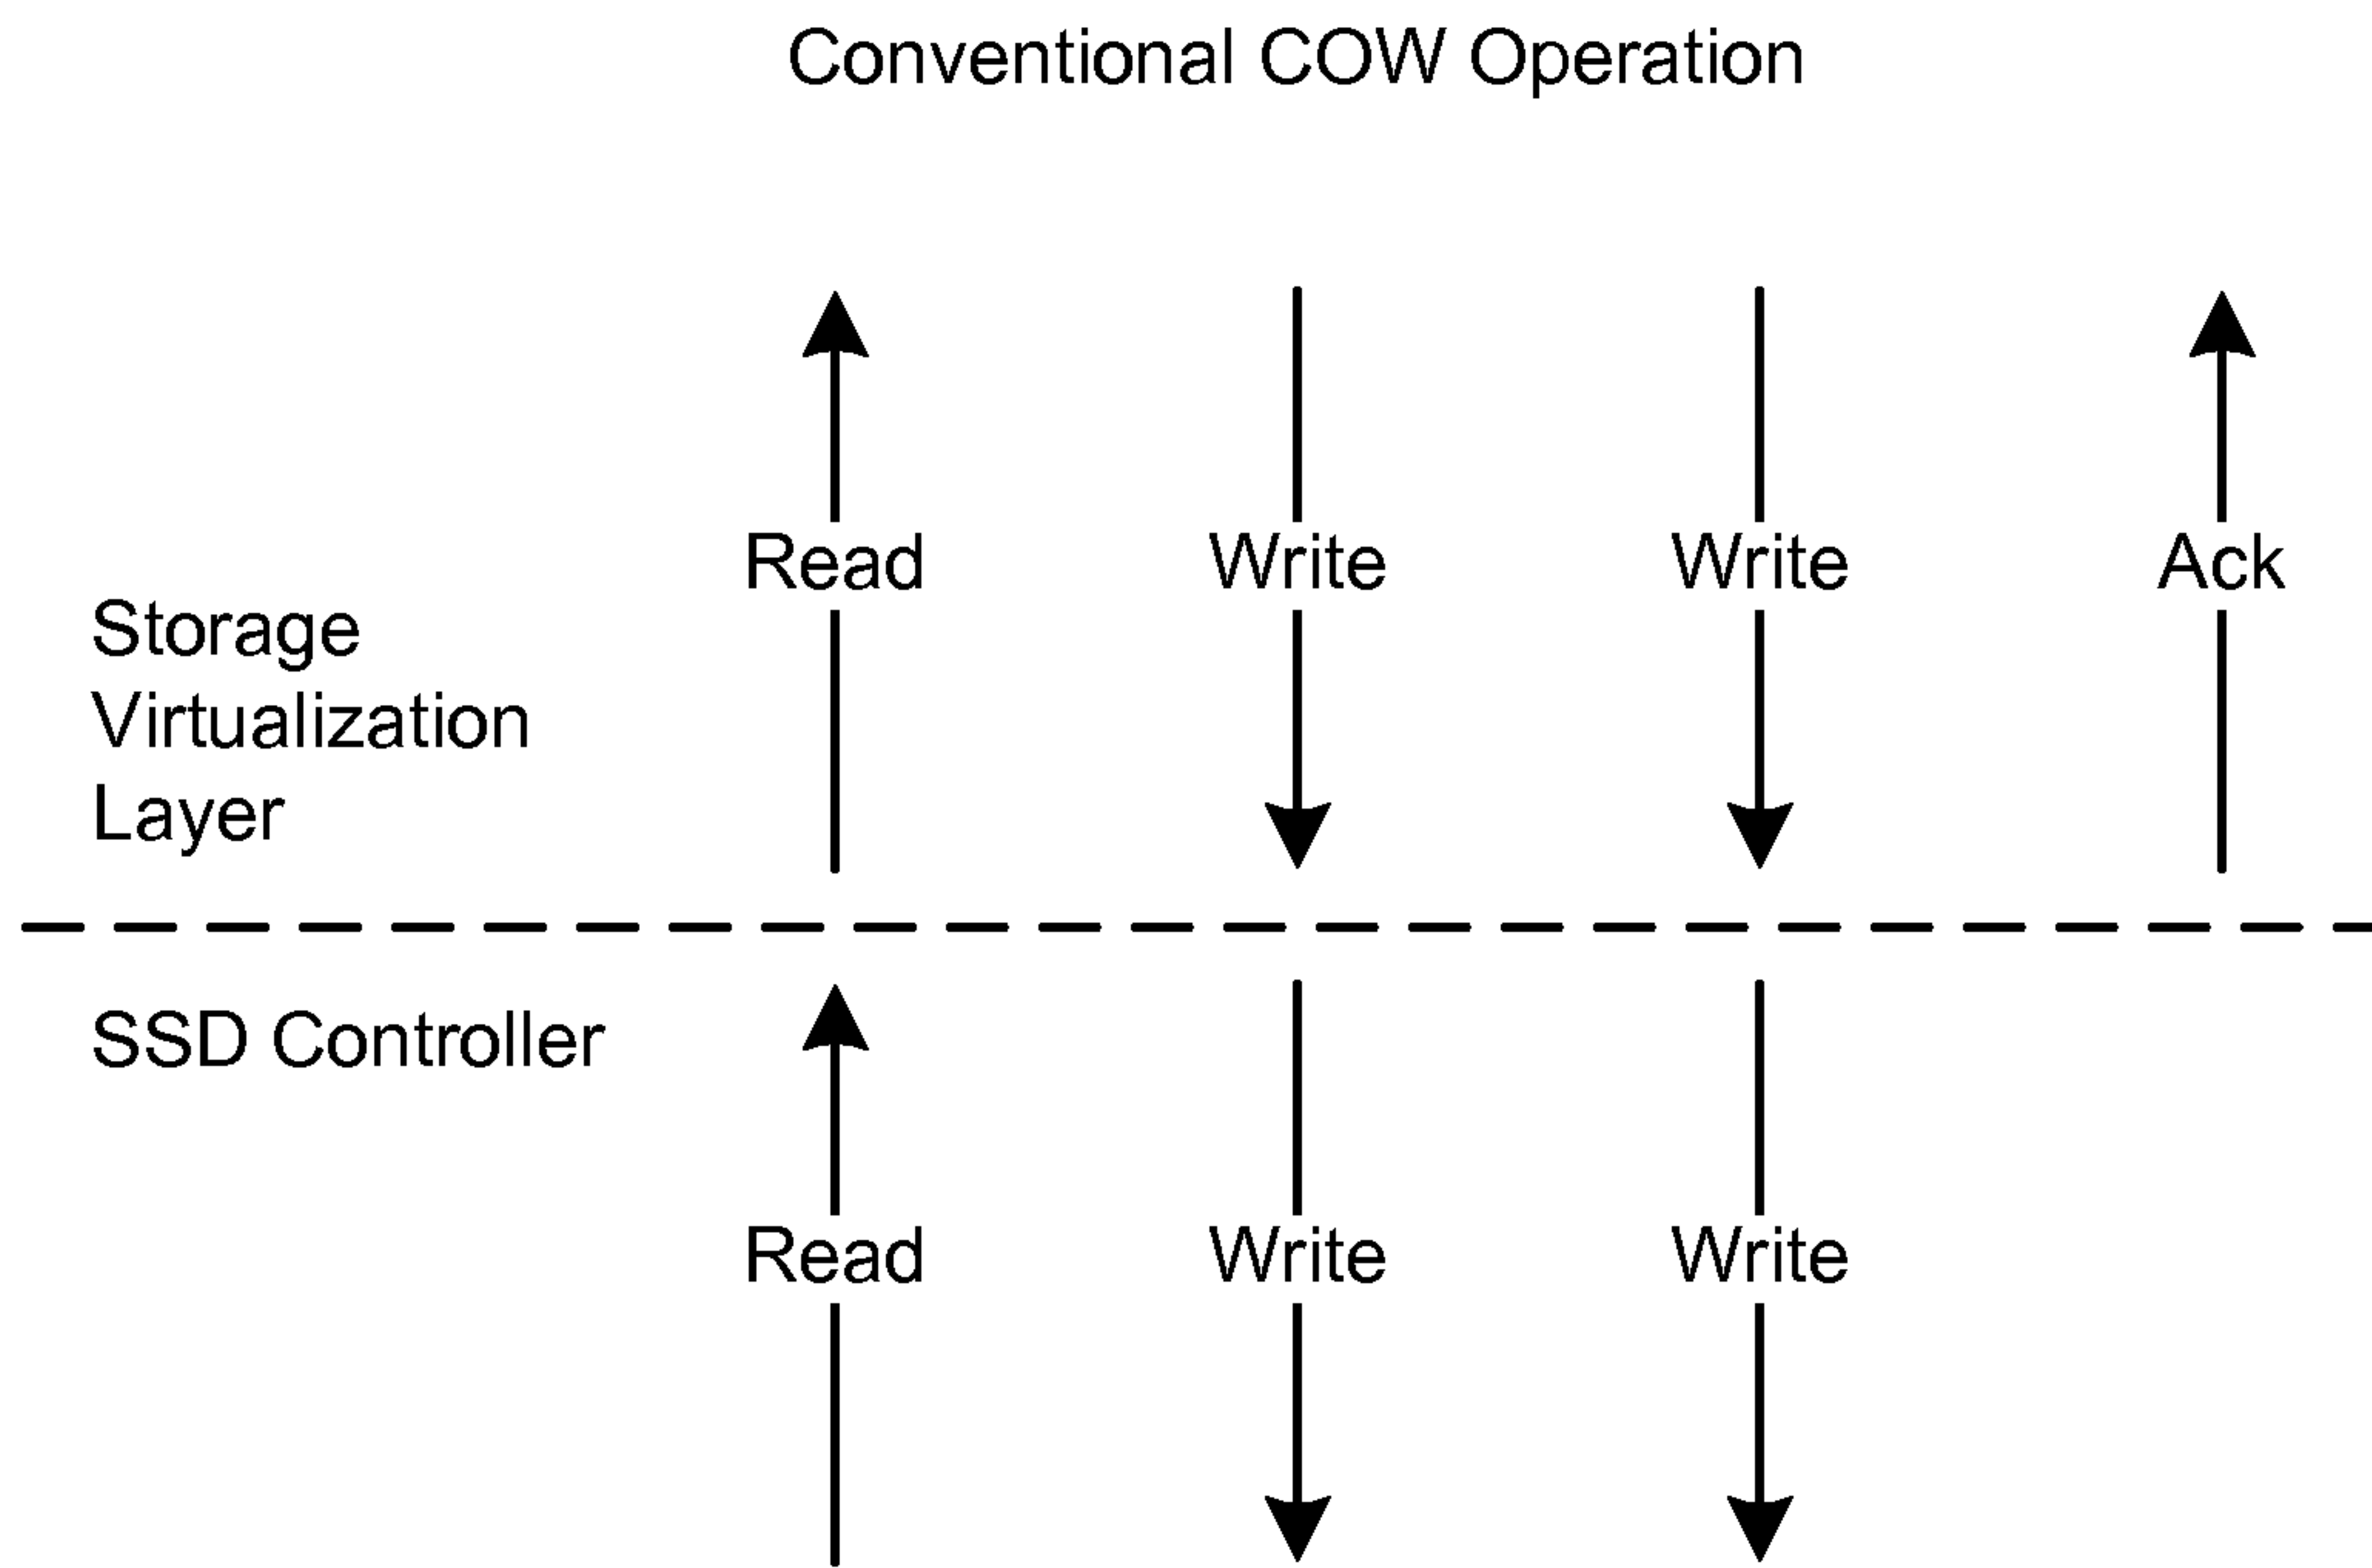 Conventional COW Operation
Read
Write
Write
Ack
Storage
Virtualization
Layer
SSD Controller
Read
Write
Write